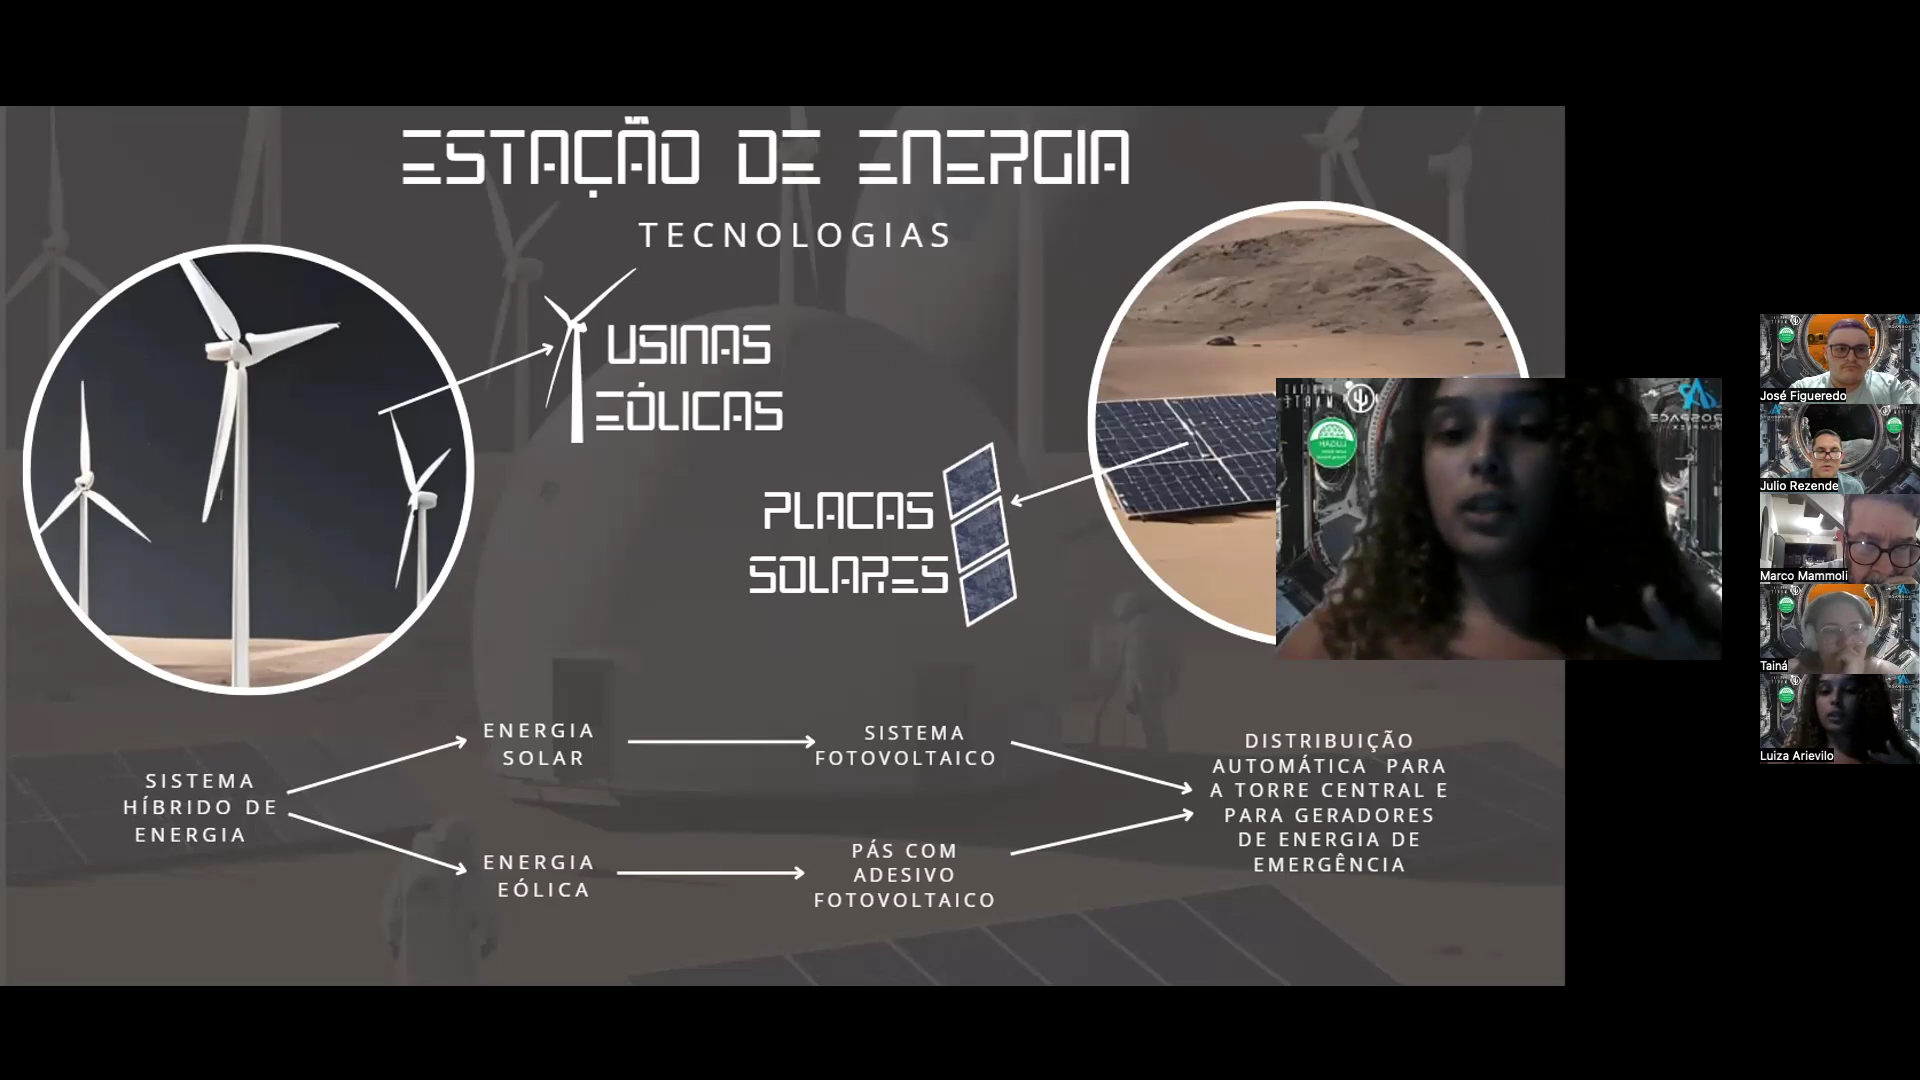 ESTAÇÃO DE ENERGIA
TECNOLOGIAS
USINAS
EÓLICAS
PLACAS
SOLARES
SISTEMA
HÍBRIDO DE
ENERGIA
ENERGIA
SOLAR
SISTEMA
FOTOVOLTAICO
ENERGIA
EÓLICA
PÁS COM
ADESIVO
FOTOVOLTAICO
DISTRIBUIÇÃO
AUTOMÁTICA PARA
A TORRE CENTRAL E
PARA GERADORES
DE ENERGIA DE
EMERGÊNCIA
HABITAT
MARTE
José Figueredo
Julio Rezende
Marco Mammoli
Tainá
Luiza Arievilo